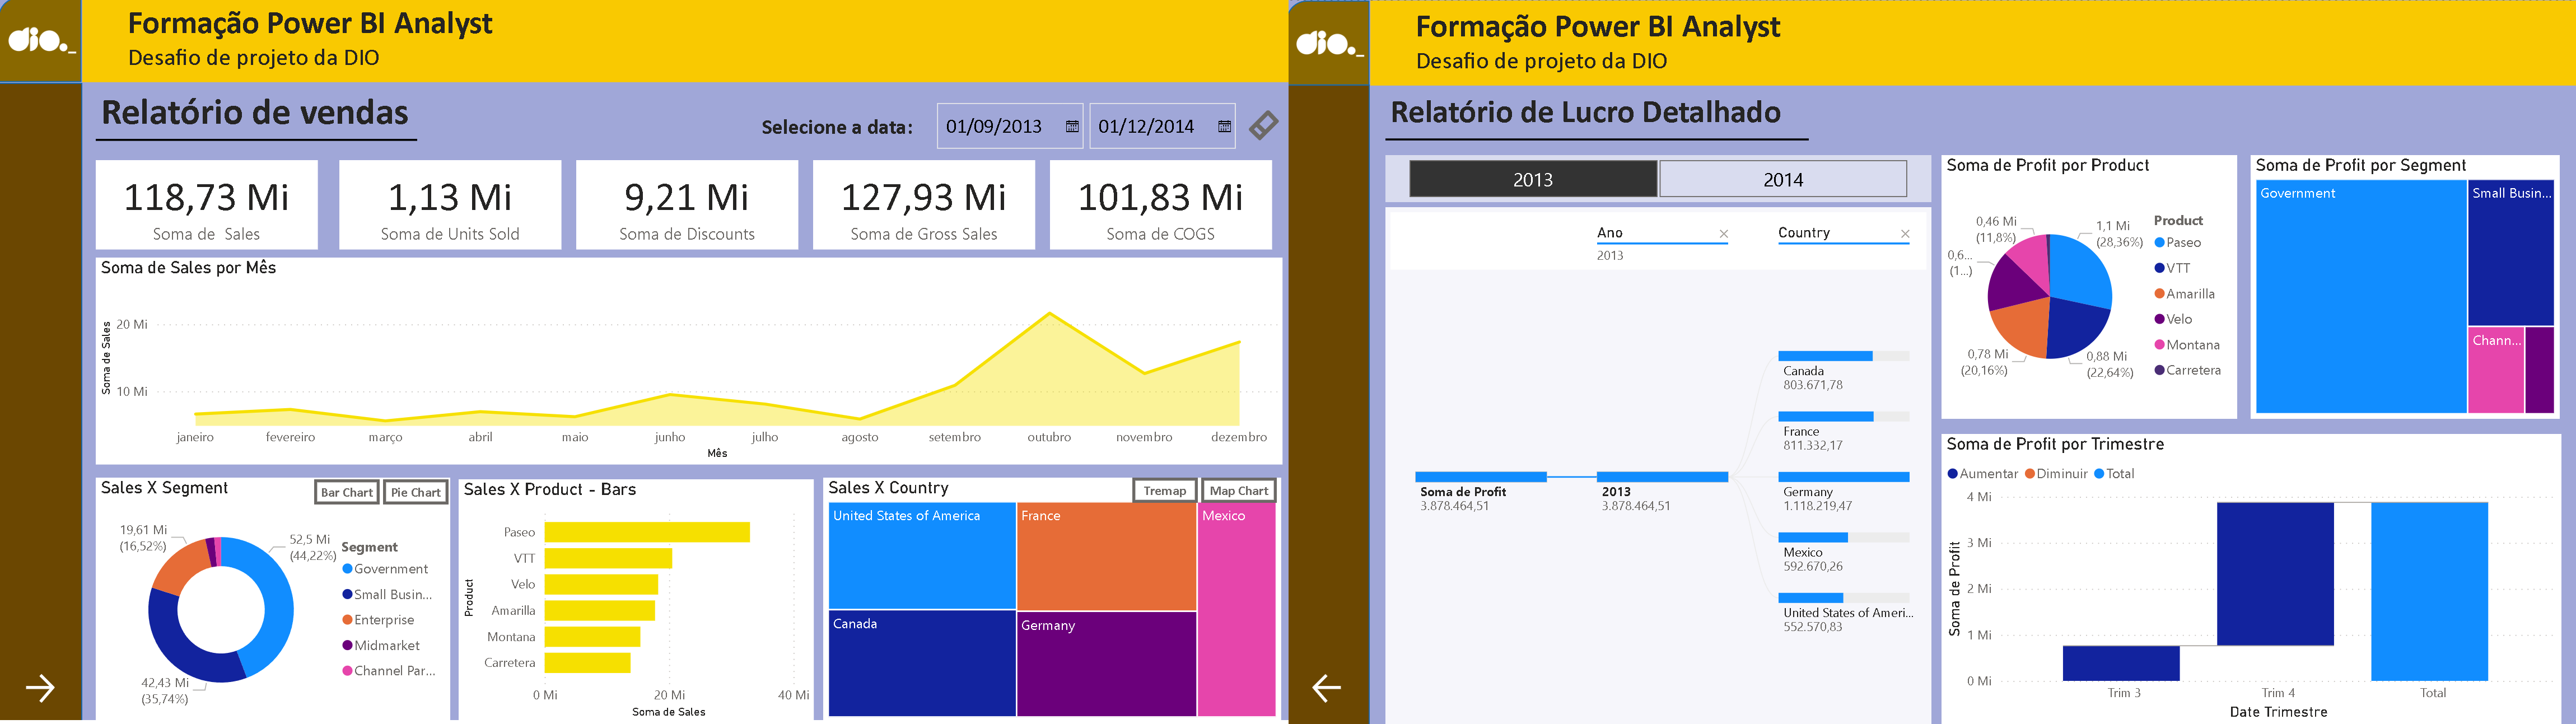 dio._
Formação Power BI Analyst
Desafio de projeto da DIO
Relatório de vendas
Selecione a data:
01/09/2013
01/12/2014
118,73 Mi
Soma de Sales
1,13 Mi
Soma de Units Sold
9,21 Mi
Soma de Discounts
127,93 Mi
Soma de Gross Sales
101,83 Mi
Soma de COGS
Soma de Sales por Mês
Soma de Sales
20 Mi
10 Mi
janeiro fevereiro março abril maio junho julho agosto setembro outubro novembro dezembro
Mês
Sales X Segment
Bar Chart
Pie Chart
19,61 Mi
(16,52%)
52,5 Mi
(44,22%)
42,43 Mi
(35,74%)
Segment
Government
Small Busin...
Enterprise
Midmarket
Channel Par...
Sales X Product - Bars
Product
Paseo
VTT
Velo
Amarilla
Montana
Carretera
0 Mi 20 Mi 40 Mi
Soma de Sales
Sales X Country
Tremap
Map Chart
United States of America
France
Mexico
Canada
Germany
dio._
Formação Power BI Analyst
Desafio de projeto da DIO
Relatório de Lucro Detalhado
2013
2014
Ano
2013
Country
Soma de Profit
3.878.464,51
2013
3.878.464,51
Canada
803.671,78
France
811.332,17
Germany
1.118.219,47
Mexico
592.670,26
United States of Ameri...
552.570,83
Soma de Profit por Product
0,46 Mi
(11,8%)
1,1 Mi
(28,36%)
0,6...
(1...)
0,78 Mi
(20,16%)
0,88 Mi
(22,64%)
Product
Paseo
VTT
Amarilla
Velo
Montana
Carretera
Soma de Profit por Segment
Government
Small Busin...
Chann...
Soma de Profit por Trimestre
Aumentar Diminuir Total
Soma de Profit
4 Mi
3 Mi
2 Mi
1 Mi
0 Mi
Trim 3 Trim 4 Total
Date Trimestre